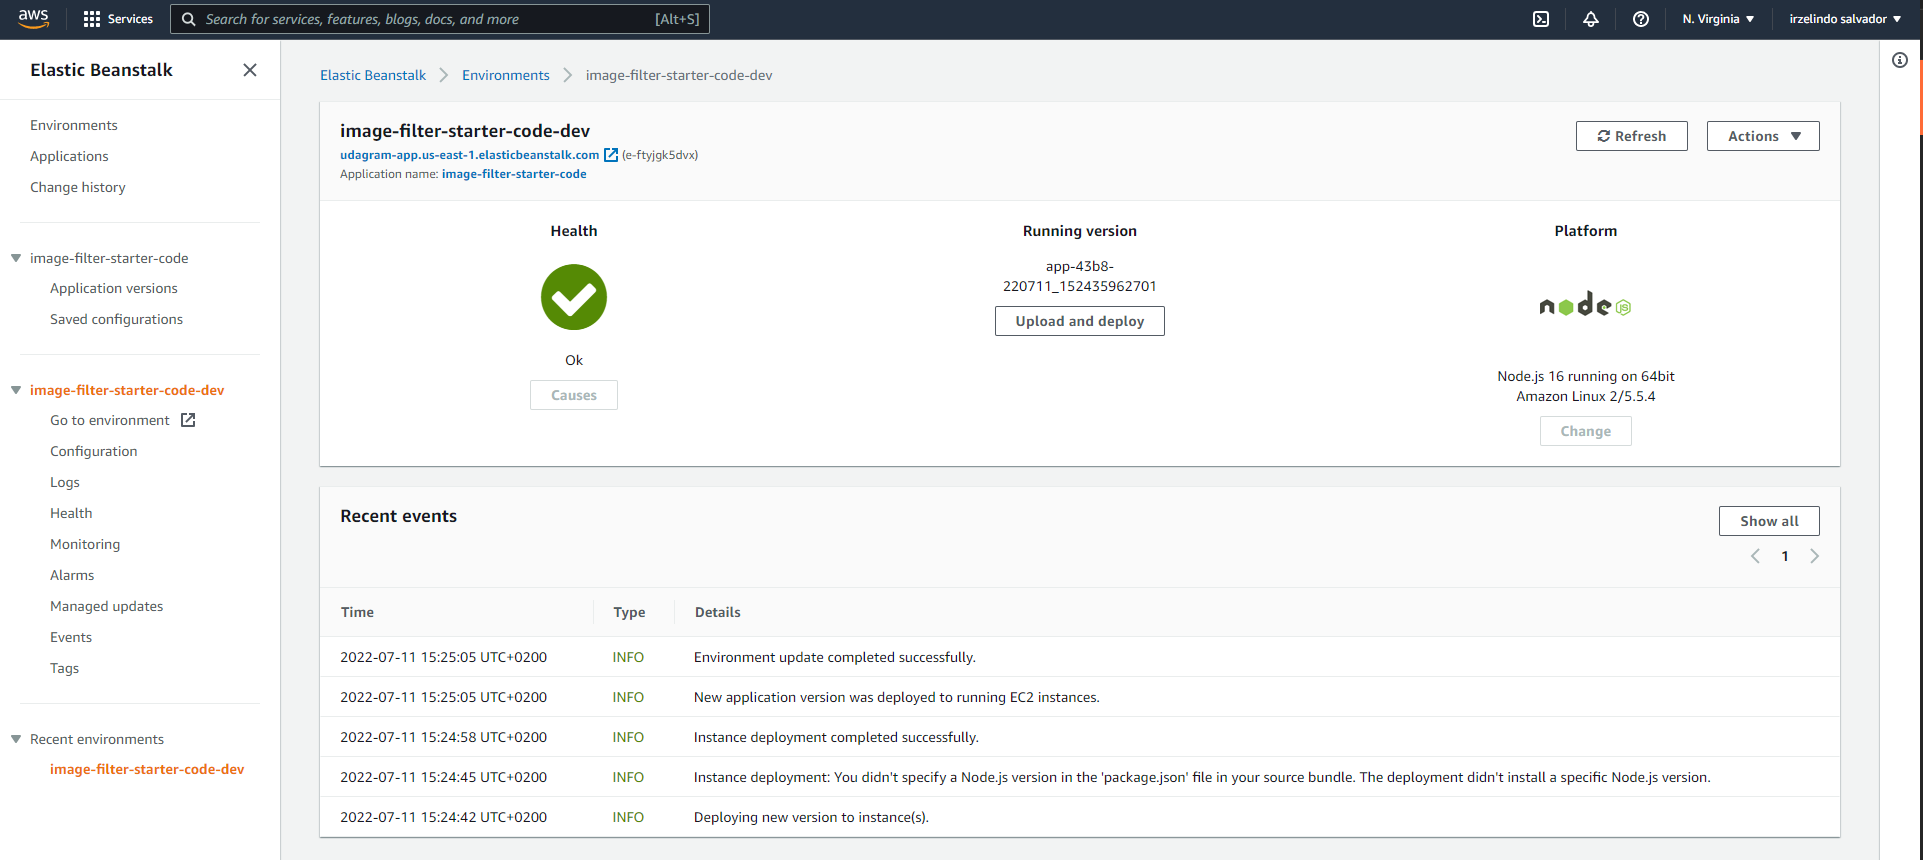 aws
Services
Search for services, features, blogs, docs, and more
[Alt+S]
N. Virginia
irzelindo salvador
Elastic Beanstalk
Environments
Applications
Change history
image-filter-starter-code
Application versions
Saved configurations
image-filter-starter-code-dev
Go to environment
Configuration
Logs
Health
Monitoring
Alarms
Managed updates
Events
Tags
Recent environments
image-filter-starter-code-dev
Elastic Beanstalk
Environments
image-filter-starter-code-dev
image-filter-starter-code-dev
udagram-app.us-east-1.elasticbeanstalk.com (e-ftyjgk5dvx)
Application name: image-filter-starter-code
Refresh
Actions
Health
Ok
Causes
Running version
app-43b8-
220711_152435962701
Upload and deploy
Platform
node JS
Node.js 16 running on 64bit
Amazon Linux 2/5.5.4
Change
Recent events
Show all
1
Time Type Details
2022-07-11 15:25:05 UTC+0200 INFO Environment update completed successfully.
2022-07-11 15:25:05 UTC+0200 INFO New application version was deployed to running EC2 instances.
2022-07-11 15:24:58 UTC+0200 INFO Instance deployment completed successfully.
2022-07-11 15:24:45 UTC+0200 INFO Instance deployment: You didn't specify a Node.js version in the 'package.json' file in your source bundle. The deployment didn't install a specific Node.js version.
2022-07-11 15:24:42 UTC+0200 INFO Deploying new version to instance(s).